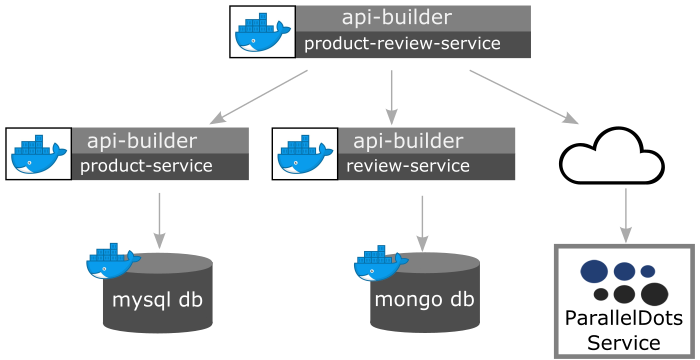 api-builder
product-review-service
api-builder
product-service
api-builder
review-service
mysql db
mongo db
ParallelDots
Service